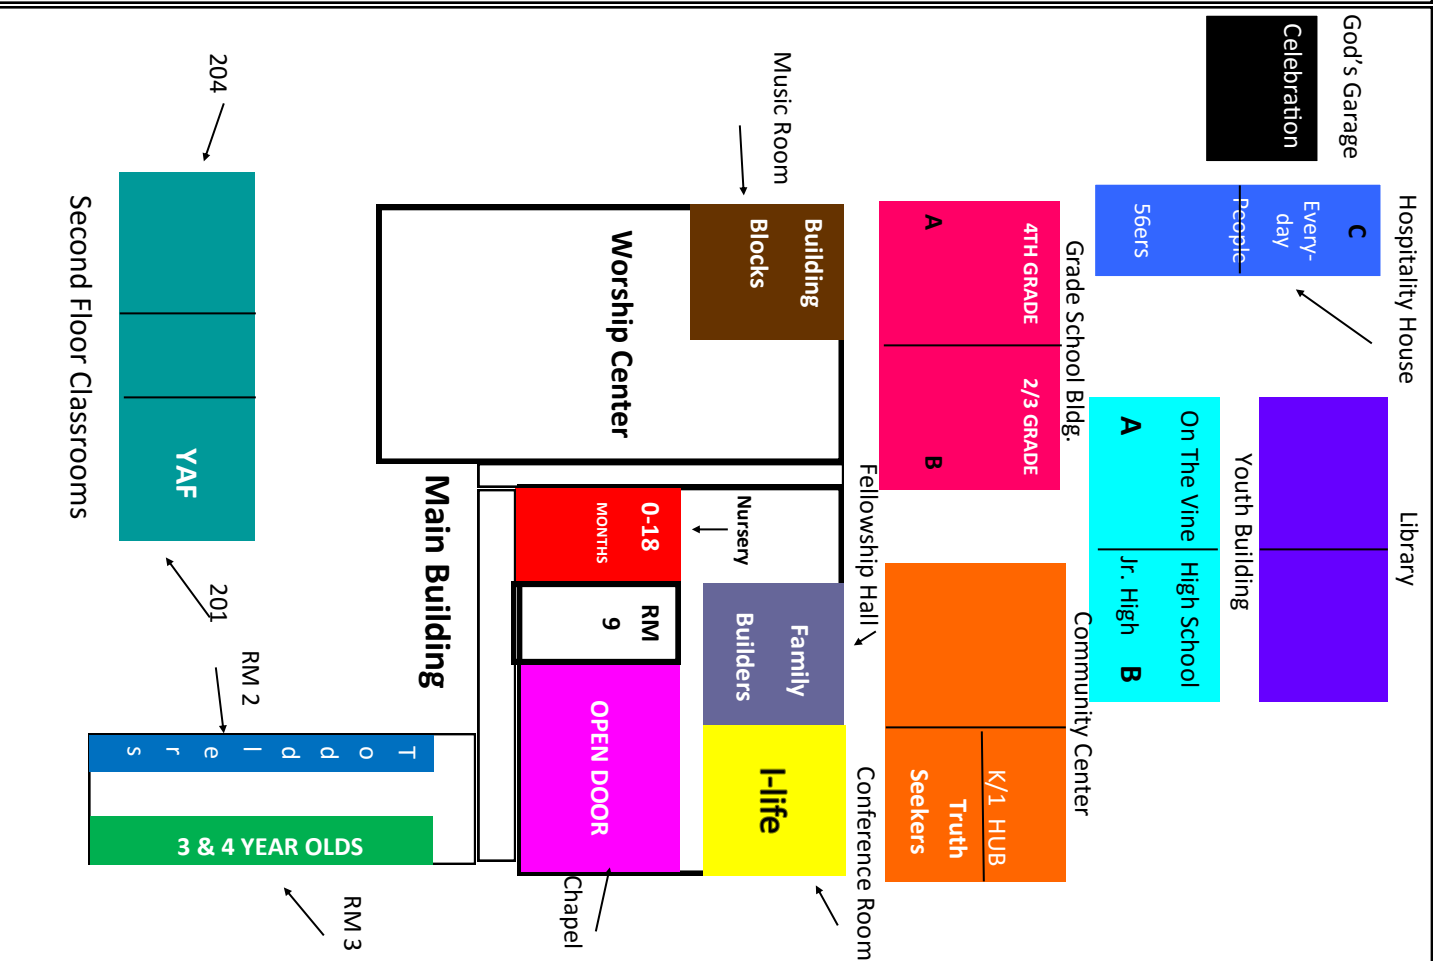 God's Garage
Celebration
Hospitality House
C
Every-
day
People
56ers
Library
Youth Building
On The Vine
A
High School
Jr. High
B
Grade School Bldg.
4TH GRADE
A
2/3 GRADE
B
Community Center
K/1 HUB
Truth
Seekers
Music Room
Building
Blocks
Worship Center
Fellowship Hall
Nursery
0-18
MONTHS
RM
9
Family
Builders
Conference Room
I-life
OPEN DOOR
Chapel
Main Building
204
YAF
201
Second Floor Classrooms
RM 2
Toddlers
3 & 4 YEAR OLDS
RM 3